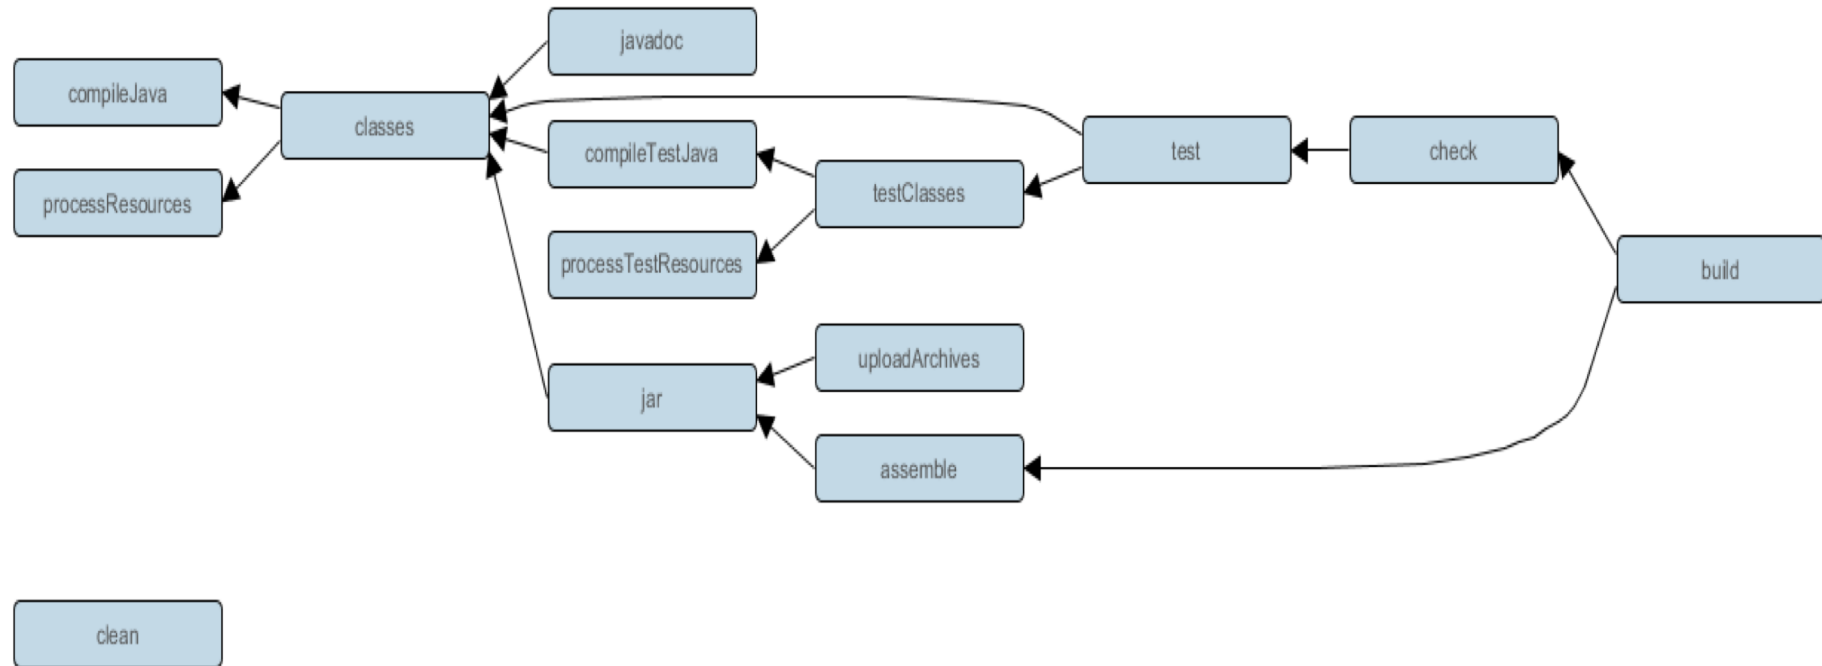 javadoc
compileJava
classes
compileTestJava
test
check
processResources
testClasses
processTestResources
build
uploadArchives
jar
assemble
clean